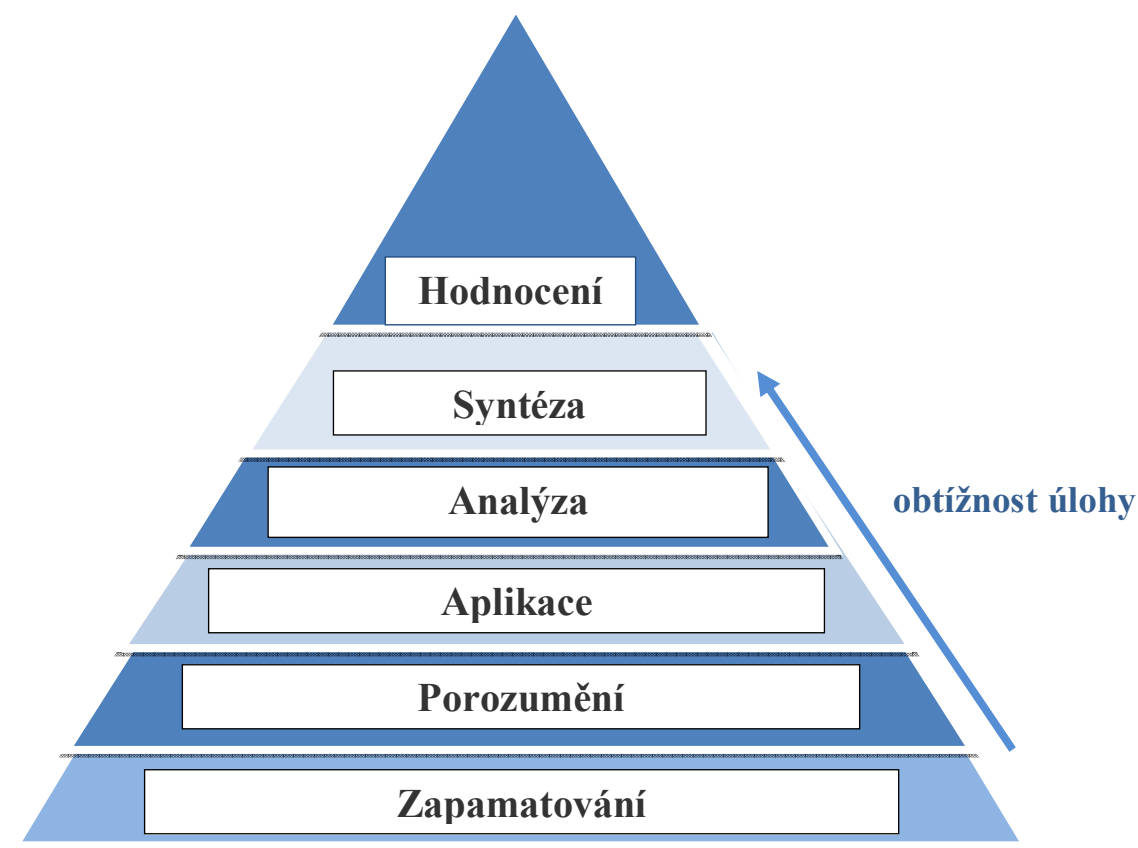 Hodnocení
Syntéza
Analýza
obtížnost úlohy
Aplikace
Porozumění
Zapamatování